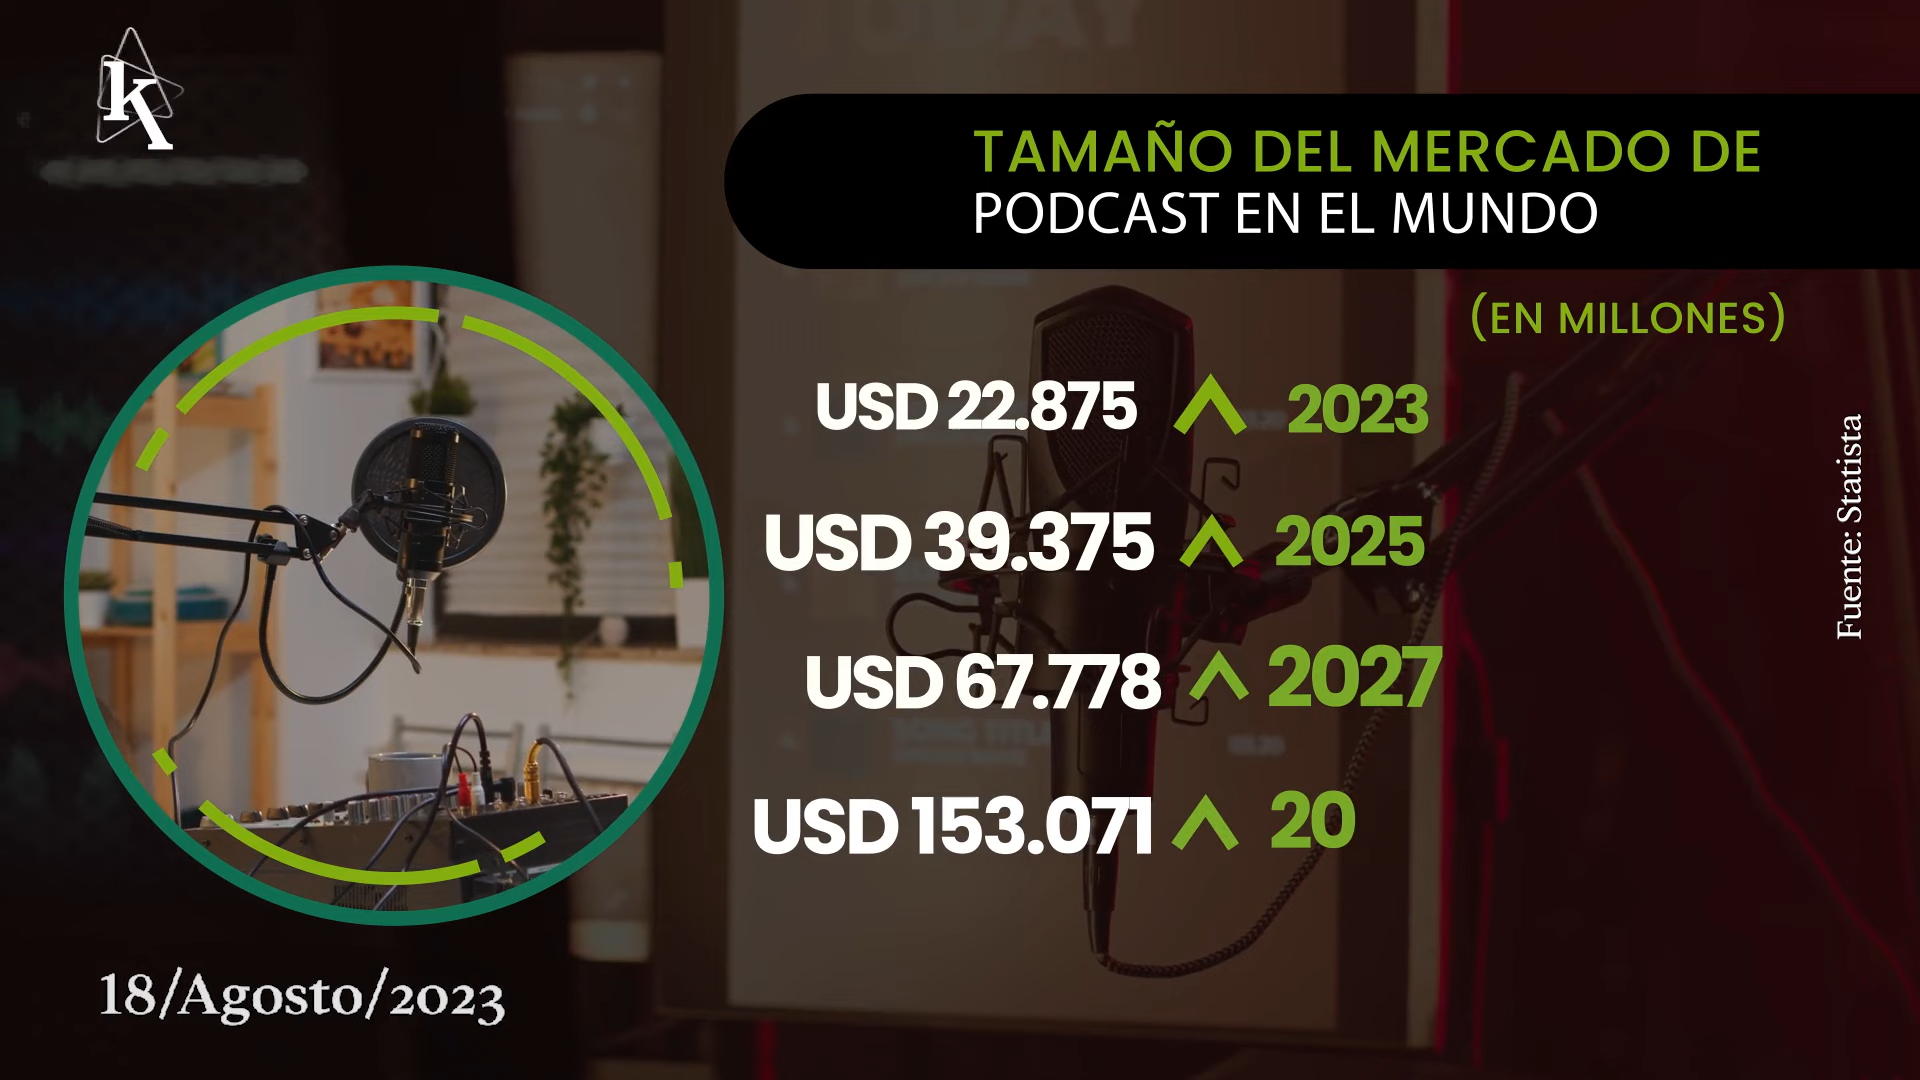 TAMAÑO DEL MERCADO DE
PODCAST EN EL MUNDO
(EN MILLONES)
USD 22.875 2023
USD 39.375 2025
USD 67.778 2027
USD 153.071 20
Fuente: Statista
18/Agosto/2023
k